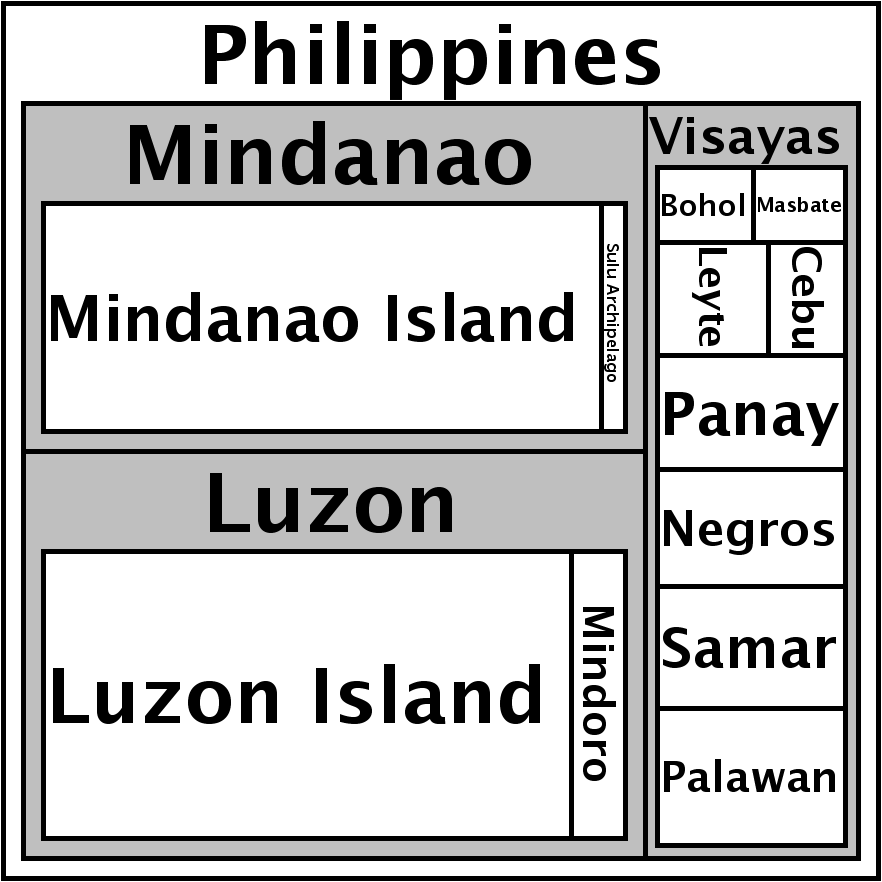 Philippines
Mindanao
Mindanao Island
Sulu Archipelago
Luzon
Luzon Island
Mindoro
Visayas
Bohol
Masbate
Leyte
Cebu
Panay
Negros
Samar
Palawan